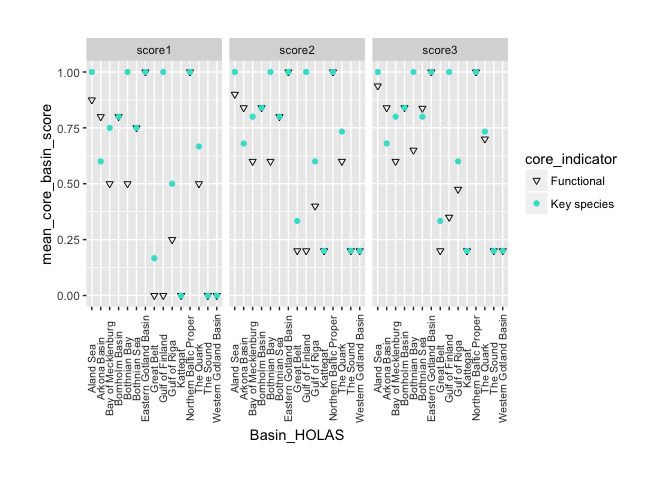 score1
score2
score3
mean_core_basin_score
1.00
0.75
0.50
0.25
0.00
Aland Sea
Arkona Basin
Bay of Mecklenburg
Bornholm Basin
Bothnian Bay
Bothnian Sea
Eastern Gotland Basin
Great Belt
Gulf of Finland
Gulf of Riga
Kattegat
Northern Baltic Proper
The Quark
The Sound
Western Gotland Basin
Aland Sea
Arkona Basin
Bay of Mecklenburg
Bornholm Basin
Bothnian Bay
Bothnian Sea
Eastern Gotland Basin
Great Belt
Gulf of Finland
Gulf of Riga
Kattegat
Northern Baltic Proper
The Quark
The Sound
Western Gotland Basin
Aland Sea
Arkona Basin
Bay of Mecklenburg
Bornholm Basin
Bothnian Bay
Bothnian Sea
Eastern Gotland Basin
Great Belt
Gulf of Finland
Gulf of Riga
Kattegat
Northern Baltic Proper
The Quark
The Sound
Western Gotland Basin
Basin_HOLAS
core_indicator
Functional
Key species